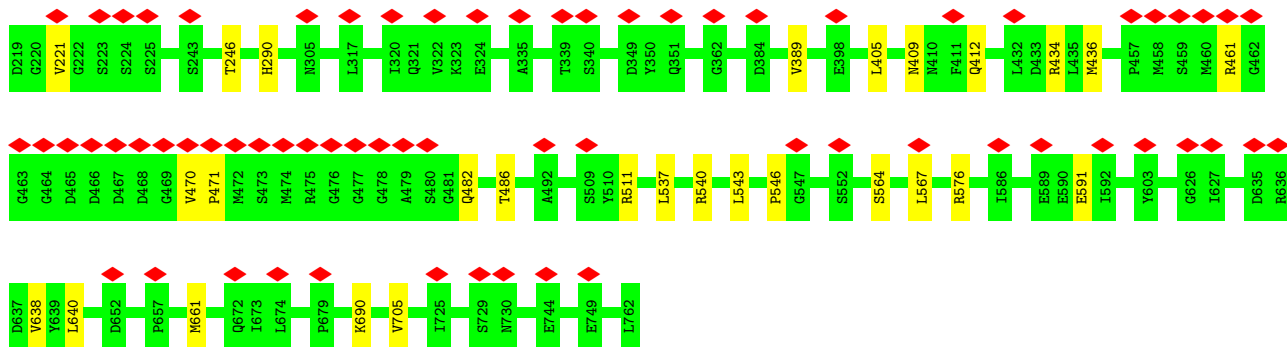 D219 G220 V221 G222 S223 S224 S225 S243 T246 H290 N305 L317 I320 Q321 V322 K323 E324 A335 T339 S340 D349 Y350 Q351 G362 D384 V389 E398 L405 N409 N410 F411 Q412 L432 D433 R434 L435 M436 P457 M458 S459 M460 R461 G462
G463 G464 D465 D466 D467 D468 G469 V470 P471 M472 S473 M474 R475 G476 G477 G478 A479 S480 G481 Q482 T486 A492 S509 Y510 R511 L537 R540 L543 P546 G547 S552 S564 L567 R576 I586 E589 E590 E591 I592 Y603 G626 I627 D635 R636
D637 V638 Y639 L640 D652 P657 M661 Q672 I673 L674 P679 K690 V705 I725 S729 N730 E744 E749 L762